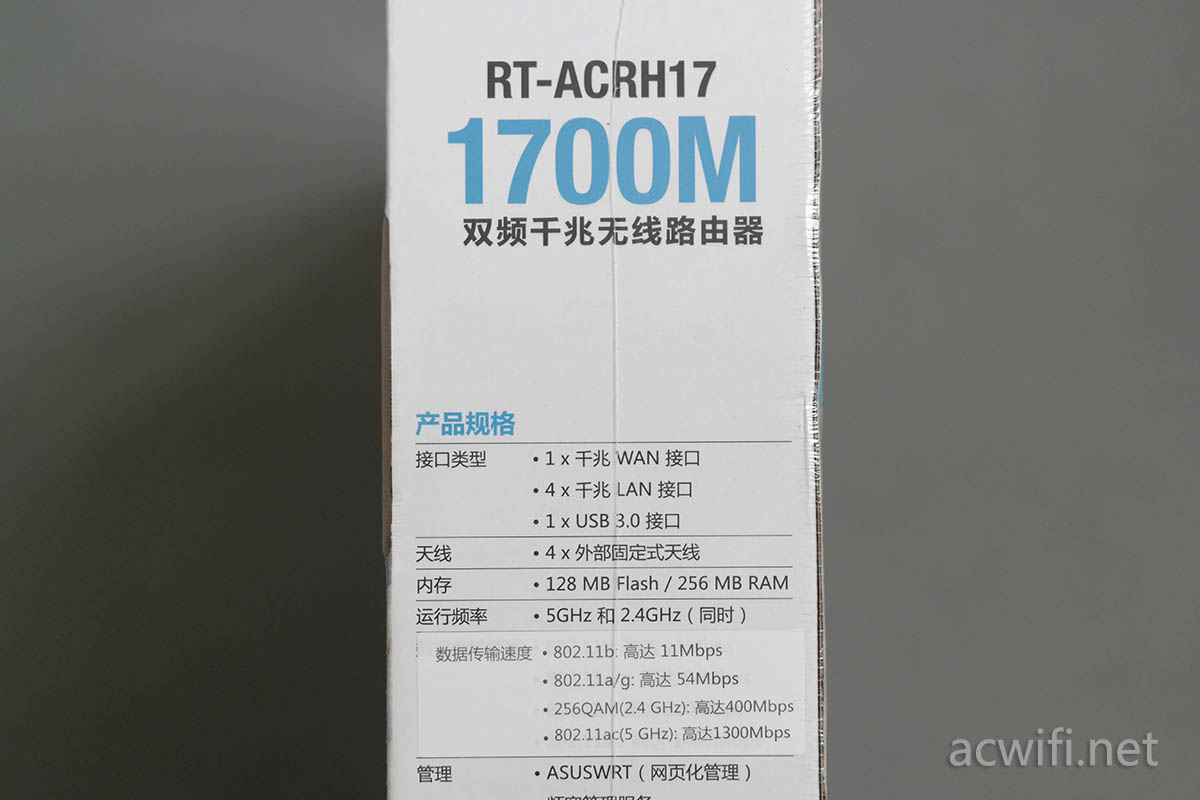 RT-ACRH17
1700M
双频千兆无线路由器
产品规格
接口类型 • 1 x 千兆 WAN 接口
• 4 x 千兆 LAN 接口
• 1 x USB 3.0 接口
天线 • 4 x 外部固定式天线
内存 • 128 MB Flash / 256 MB RAM
运行频率 • 5GHz 和 2.4GHz ( 同时 )
数据传输速度 • 802.11b: 高达 11Mbps
• 802.11a/g: 高达 54Mbps
• 256QAM(2.4 GHz): 高达400Mbps
• 802.11ac(5 GHz): 高达1300Mbps
管理 • ASUSWRT ( 网页化管理 )
acwifi.net